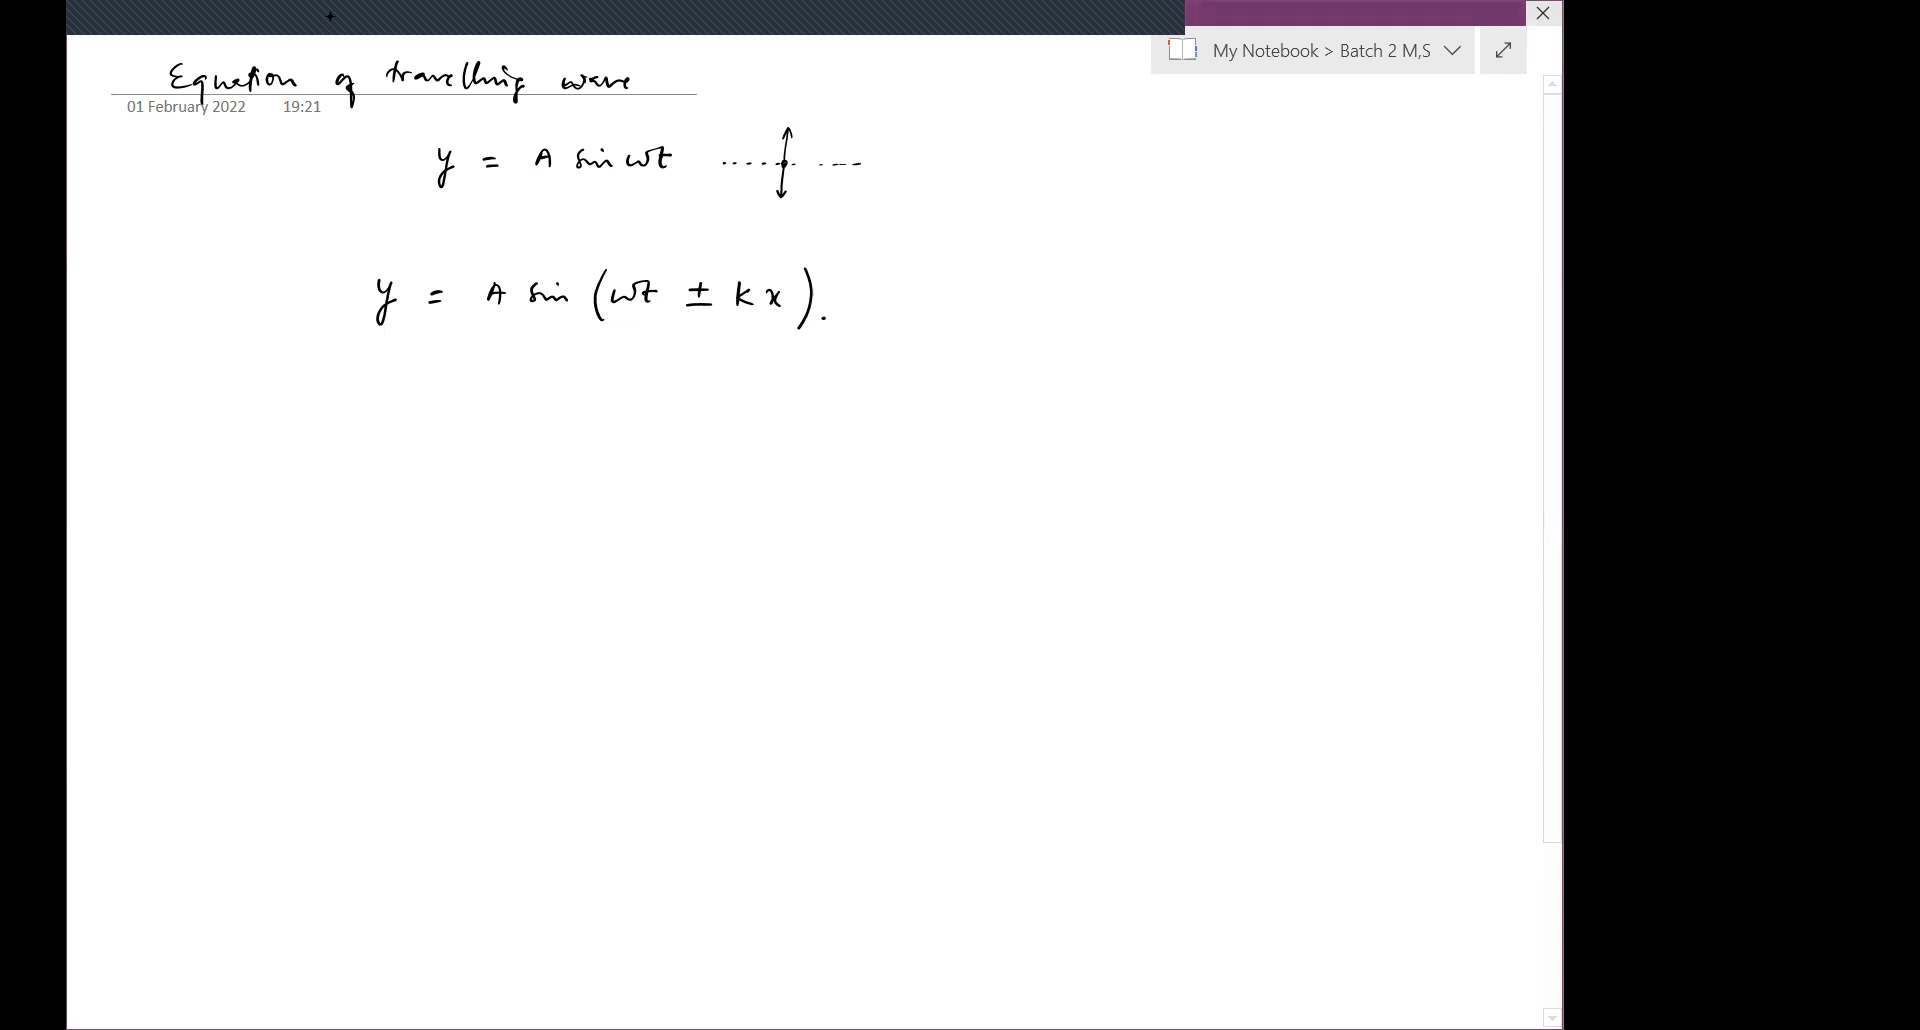 My Notebook > Batch 2 M,S
Equation of travelling wave
01 February 2022 19:21
y = A sin ωt
y = A sin (ωt ± kx).